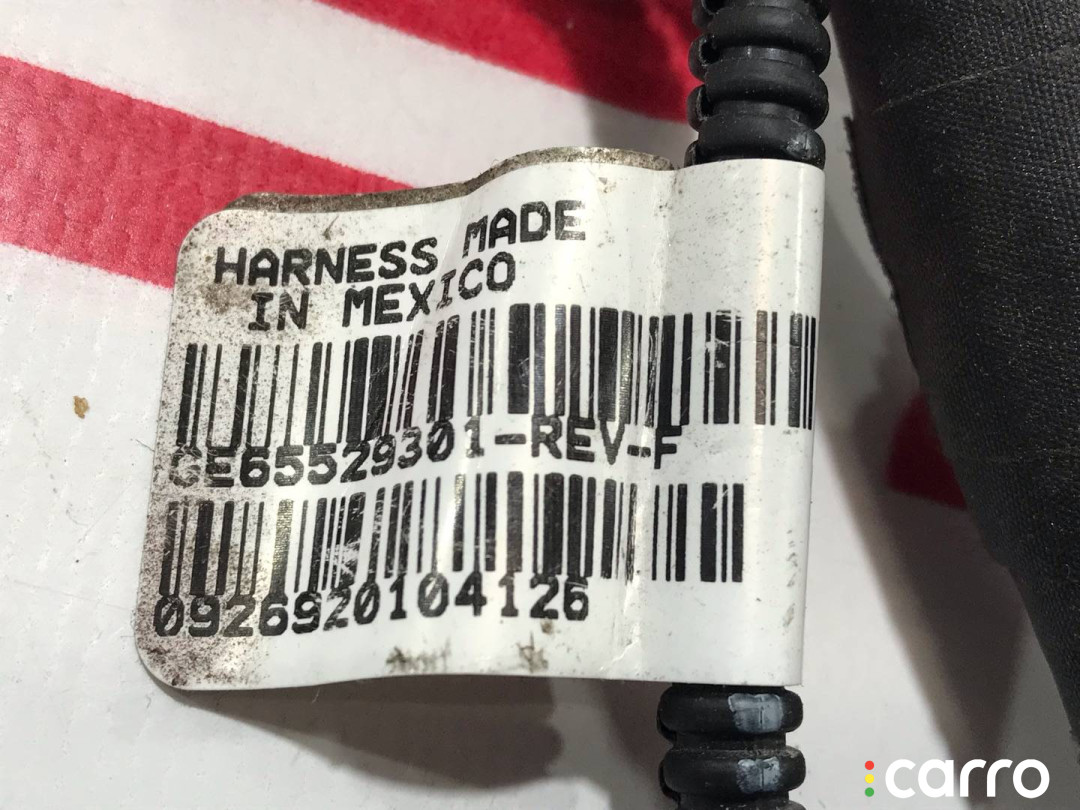 HARNESS MADE
IN MEXICO
GE65529301-REV-F
0926920104126
carro